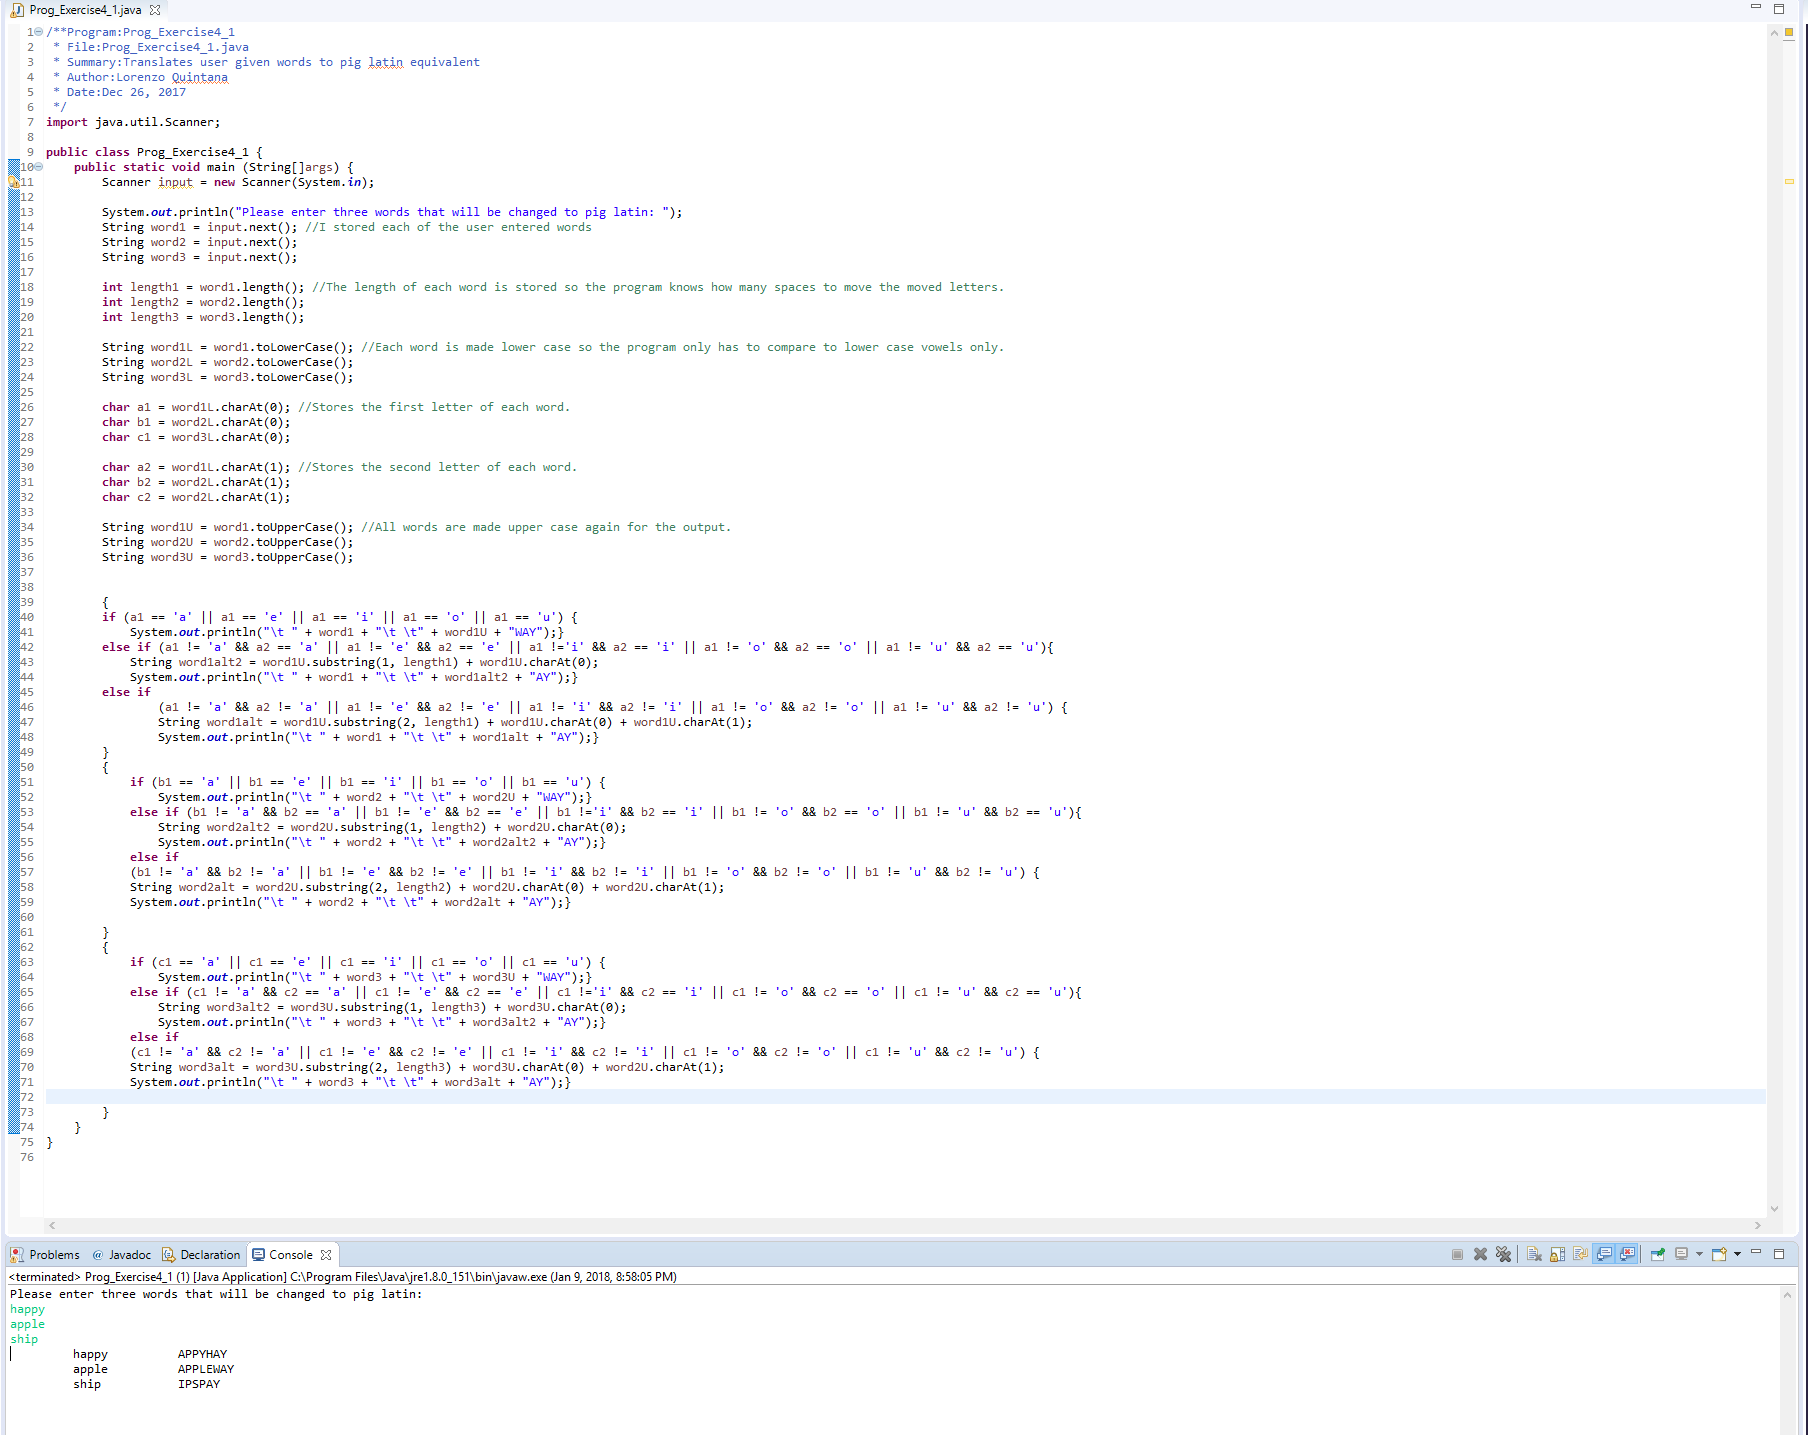 Prog_Exercise4_1.java
1 /**Program:Prog_Exercise4_1
2 * File:Prog_Exercise4_1.java
3 * Summary:Translates user given words to pig latin equivalent
4 * Author:Lorenzo Quintana
5 * Date:Dec 26, 2017
6 */
7 import java.util.Scanner;
8
9 public class Prog_Exercise4_1 {
10 public static void main (String[]args) {
11 Scanner input = new Scanner(System.in);
12
13 System.out.println("Please enter three words that will be changed to pig latin: ");
14 String word1 = input.next(); //I stored each of the user entered words
15 String word2 = input.next();
16 String word3 = input.next();
17
18 int length1 = word1.length(); //The length of each word is stored so the program knows how many spaces to move the moved letters.
19 int length2 = word2.length();
20 int length3 = word3.length();
21
22 String word1L = word1.toLowerCase(); //Each word is made lower case so the program only has to compare to lower case vowels only.
23 String word2L = word2.toLowerCase();
24 String word3L = word3.toLowerCase();
25
26 char a1 = word1L.charAt(0); //Stores the first letter of each word.
27 char b1 = word2L.charAt(0);
28 char c1 = word3L.charAt(0);
29
30 char a2 = word1L.charAt(1); //Stores the second letter of each word.
31 char b2 = word2L.charAt(1);
32 char c2 = word2L.charAt(1);
33
34 String word1U = word1.toUpperCase(); //All words are made upper case again for the output.
35 String word2U = word2.toUpperCase();
36 String word3U = word3.toUpperCase();
37
38
39 {
40 if (a1 == 'a' || a1 == 'e' || a1 == 'i' || a1 == 'o' || a1 == 'u') {
41 System.out.println("\t " + word1 + "\t \t" + word1U + "WAY");}
42 else if (a1 != 'a' && a2 == 'a' || a1 != 'e' && a2 == 'e' || a1 !='i' && a2 == 'i' || a1 != 'o' && a2 == 'o' || a1 != 'u' && a2 == 'u'){
43 String word1alt2 = word1U.substring(1, length1) + word1U.charAt(0);
44 System.out.println("\t " + word1 + "\t \t" + word1alt2 + "AY");}
45 else if
46 (a1 != 'a' && a2 != 'a' || a1 != 'e' && a2 != 'e' || a1 != 'i' && a2 != 'i' || a1 != 'o' && a2 != 'o' || a1 != 'u' && a2 != 'u') {
47 String word1alt = word1U.substring(2, length1) + word1U.charAt(0) + word1U.charAt(1);
48 System.out.println("\t " + word1 + "\t \t" + word1alt + "AY");}
49 }
50 {
51 if (b1 == 'a' || b1 == 'e' || b1 == 'i' || b1 == 'o' || b1 == 'u') {
52 System.out.println("\t " + word2 + "\t \t" + word2U + "WAY");}
53 else if (b1 != 'a' && b2 == 'a' || b1 != 'e' && b2 == 'e' || b1 !='i' && b2 == 'i' || b1 != 'o' && b2 == 'o' || b1 != 'u' && b2 == 'u'){
54 String word2alt2 = word2U.substring(1, length2) + word2U.charAt(0);
55 System.out.println("\t " + word2 + "\t \t" + word2alt2 + "AY");}
56 else if
57 (b1 != 'a' && b2 != 'a' || b1 != 'e' && b2 != 'e' || b1 != 'i' && b2 != 'i' || b1 != 'o' && b2 != 'o' || b1 != 'u' && b2 != 'u') {
58 String word2alt = word2U.substring(2, length2) + word2U.charAt(0) + word2U.charAt(1);
59 System.out.println("\t " + word2 + "\t \t" + word2alt + "AY");}
60
61 }
62 {
63 if (c1 == 'a' || c1 == 'e' || c1 == 'i' || c1 == 'o' || c1 == 'u') {
64 System.out.println("\t " + word3 + "\t \t" + word3U + "WAY");}
65 else if (c1 != 'a' && c2 == 'a' || c1 != 'e' && c2 == 'e' || c1 !='i' && c2 == 'i' || c1 != 'o' && c2 == 'o' || c1 != 'u' && c2 == 'u'){
66 String word3alt2 = word3U.substring(1, length3) + word3U.charAt(0);
67 System.out.println("\t " + word3 + "\t \t" + word3alt2 + "AY");}
68 else if
69 (c1 != 'a' && c2 != 'a' || c1 != 'e' && c2 != 'e' || c1 != 'i' && c2 != 'i' || c1 != 'o' && c2 != 'o' || c1 != 'u' && c2 != 'u') {
70 String word3alt = word3U.substring(2, length3) + word3U.charAt(0) + word2U.charAt(1);
71 System.out.println("\t " + word3 + "\t \t" + word3alt + "AY");}
72
73 }
74 }
75 }
76
Problems @ Javadoc Declaration Console
<terminated> Prog_Exercise4_1 (1) [Java Application] C:\Program Files\Java\jre1.8.0_151\bin\javaw.exe (Jan 9, 2018, 8:58:05 PM)
Please enter three words that will be changed to pig latin:
happy
apple
ship
happy APPYHAY
apple APPLEWAY
ship IPSPAY